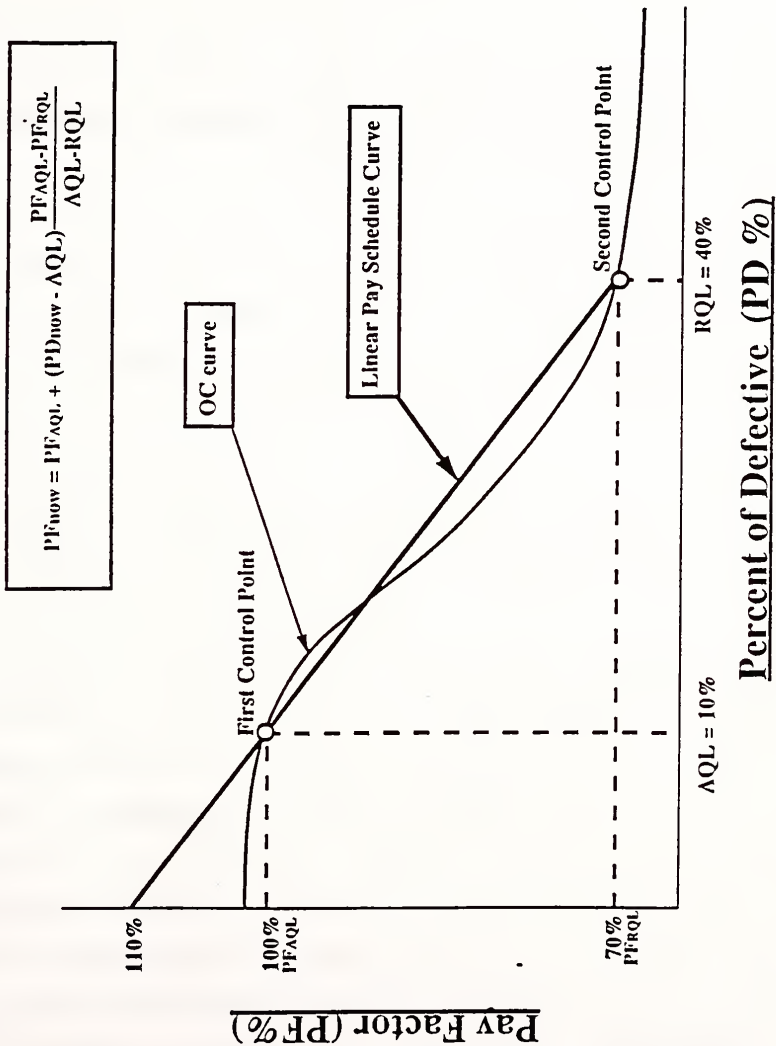 PFnow = PFAQL + (PDnow - AQL) PFAQL-PFRQL
AQL-RQL
OC curve
Linear Pay Schedule Curve
First Control Point
Second Control Point
110%
100%
PFAQL
70%
PFRQL
AQL = 10%
RQL = 40%
Pay Factor (PF%)
Percent of Defective (PD %)